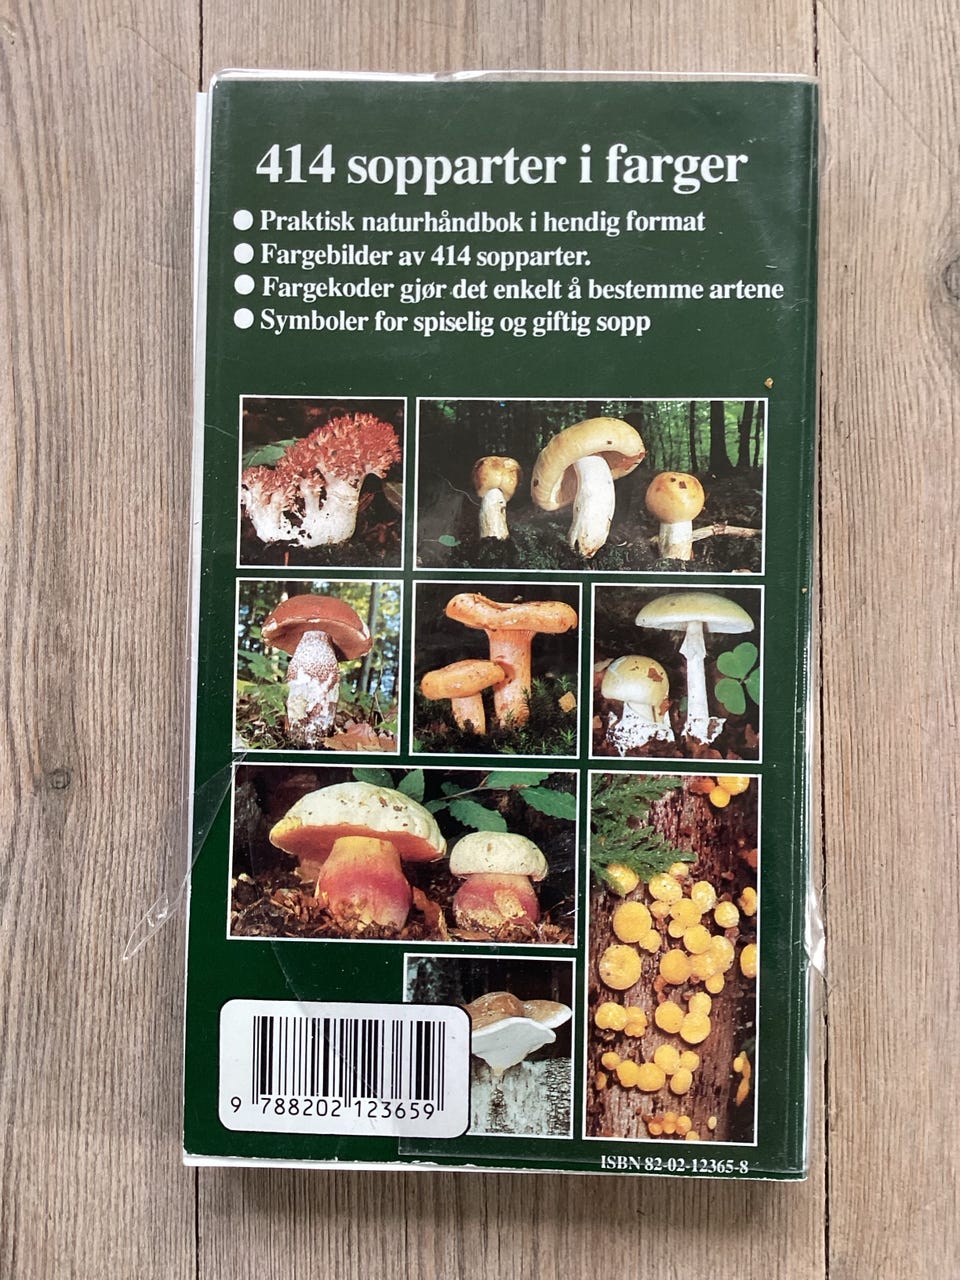 414 sopparter i farger
● Praktisk naturhåndbok i hendig format
● Fargebilder av 414 sopparter.
● Fargekoder gjør det enkelt å bestemme artene
● Symboler for spiselig og giftig sopp
9 788202 123659
ISBN 82-02-12365-8